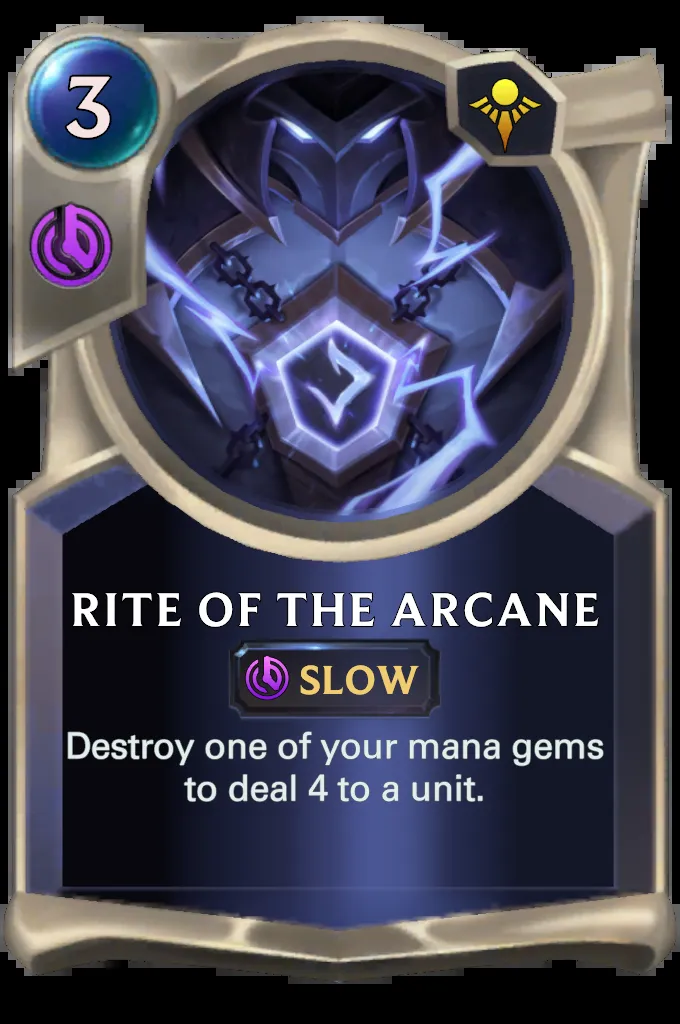 3
RITE OF THE ARCANE
SLOW
Destroy one of your mana gems
to deal 4 to a unit.